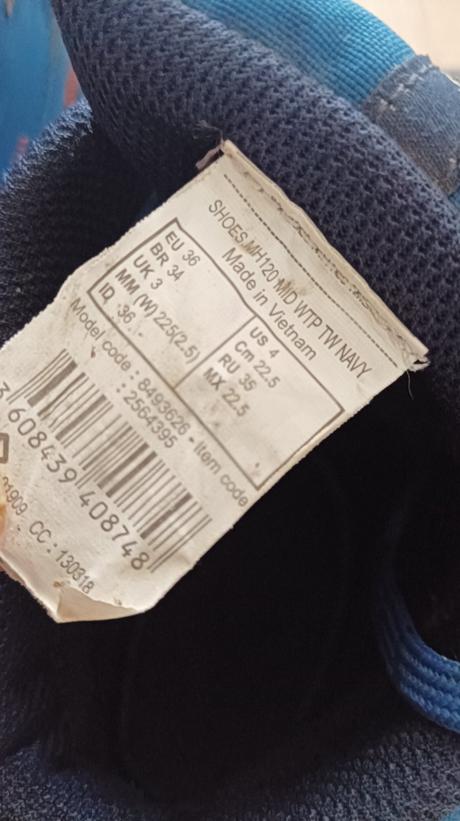 SHOES MH120 MID WTP TW NAVY
Made in Vietnam
EU 36
BR 34
UK 3
MM (W) 225(2.5)
ID 36
US 4
Cm 22.5
RU 35
MX 22.5
Model code : 8493626 - Item code
: 2564395
3 608439 408748
01909 CC : 130318